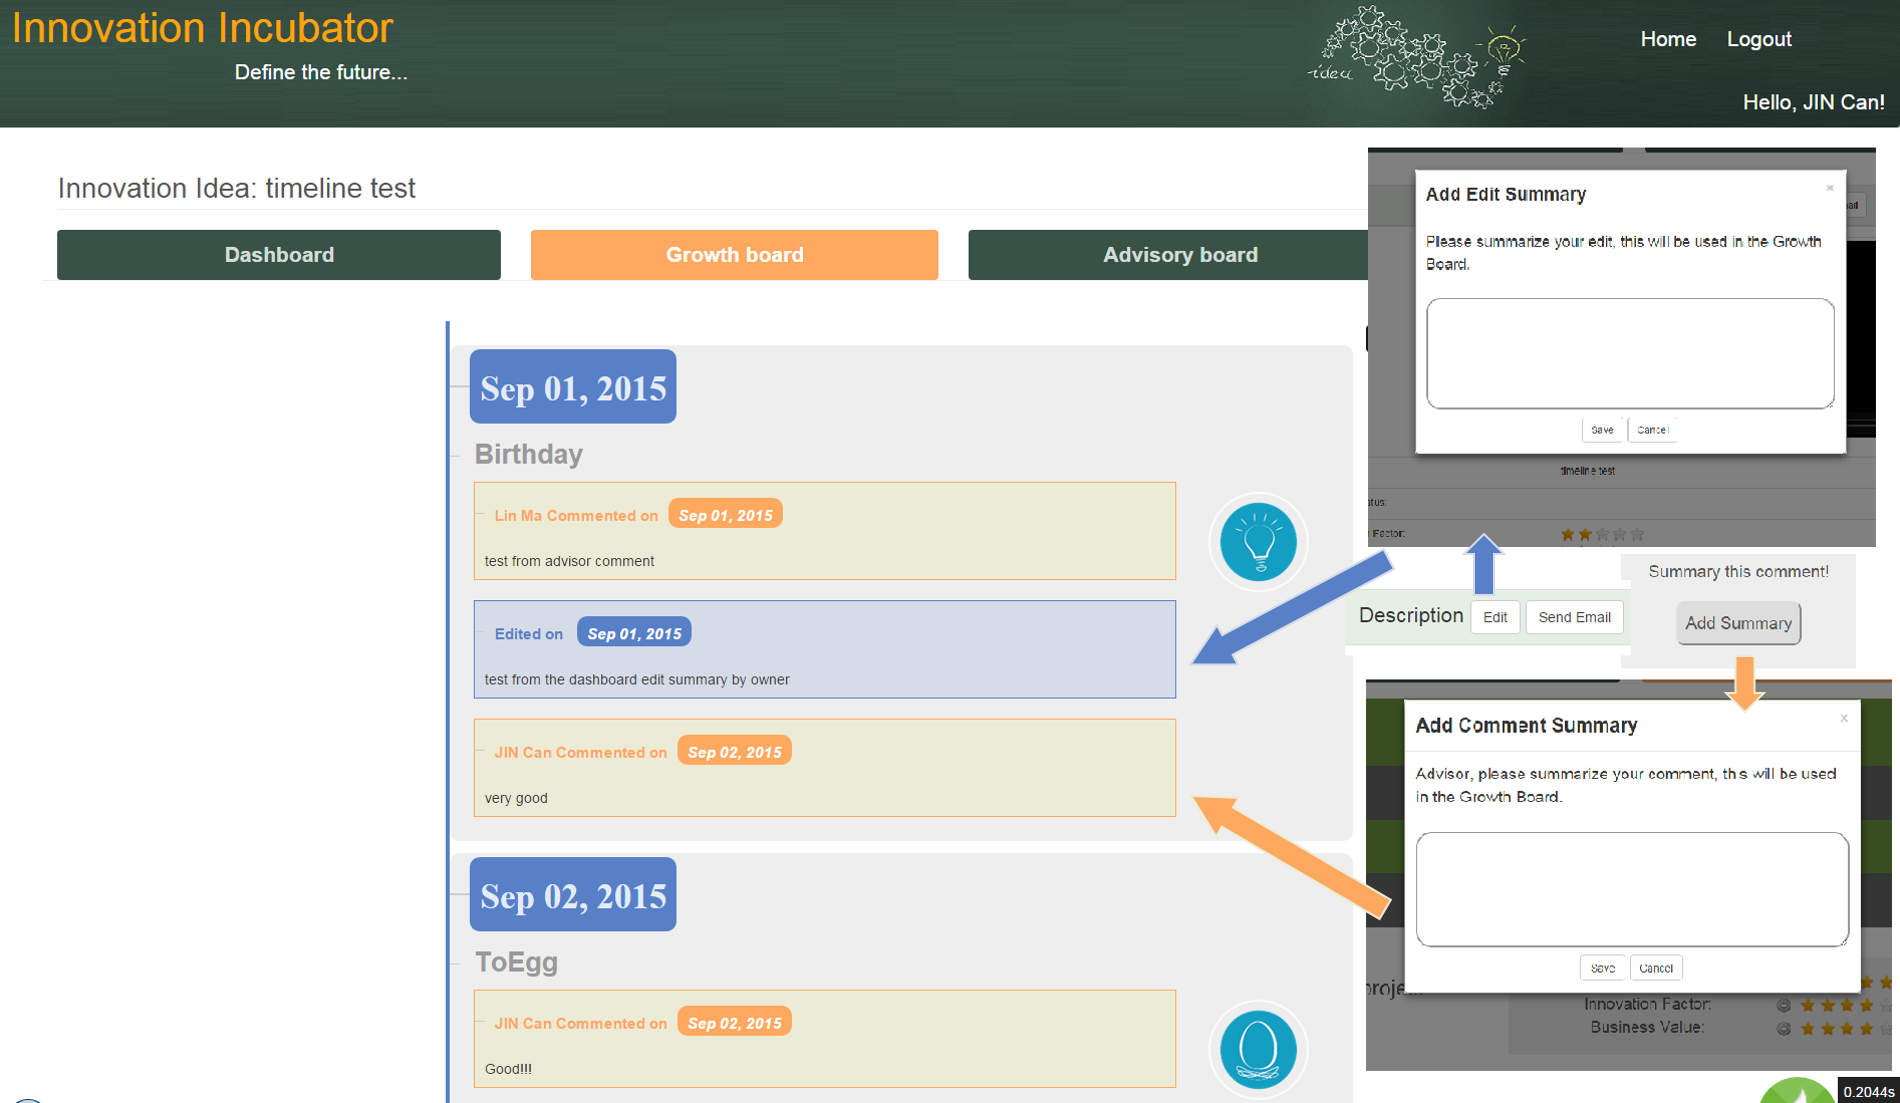 Innovation Incubator
Define the future...
idea
Home Logout
Hello, JIN Can!
Innovation Idea: timeline test
Dashboard
Growth board
Advisory board
Sep 01, 2015
Birthday
Lin Ma Commented on Sep 01, 2015
test from advisor comment
Edited on Sep 01, 2015
test from the dashboard edit summary by owner
JIN Can Commented on Sep 02, 2015
very good
Sep 02, 2015
ToEgg
JIN Can Commented on Sep 02, 2015
Good!!!
Add Edit Summary
×
Please summarize your edit, this will be used in the Growth
Board.
Save Cancel
timeline test
Factor:
Description Edit Send Email
Summary this comment!
Add Summary
Add Comment Summary
×
Advisor, please summarize your comment, this will be used
in the Growth Board.
Save Cancel
Innovation Factor:
Business Value:
0.2044s